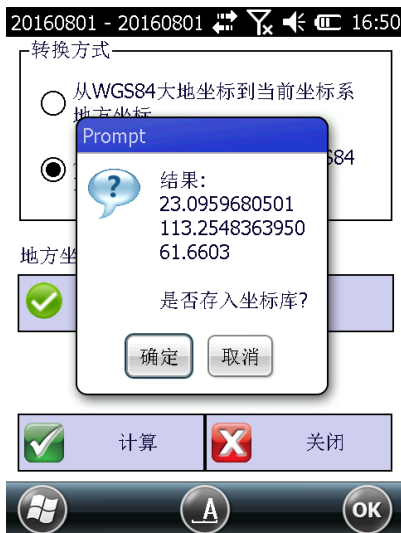 20160801 - 20160801 16:50
转换方式
从WGS84大地坐标到当前坐标系
地方坐标
S84
Prompt
?
结果:
23.0959680501
113.2548363950
61.6603
是否存入坐标库?
地方坐
确定 取消
计算 关闭
A OK